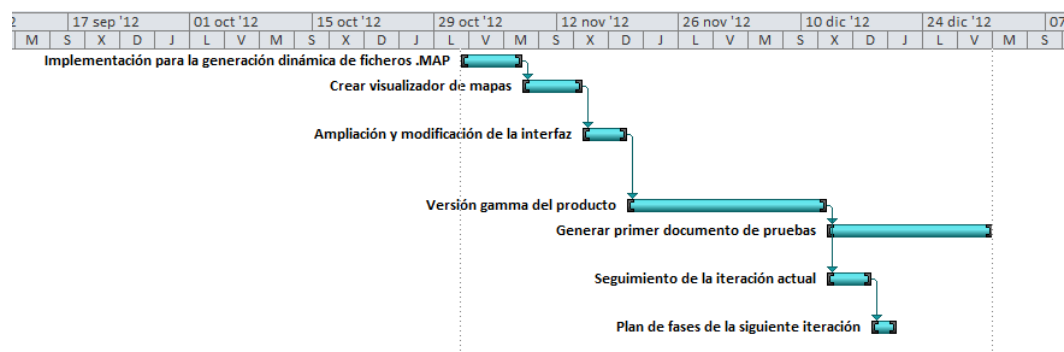 2 17 sep '12 01 oct '12 15 oct '12 29 oct '12 12 nov '12 26 nov '12 10 dic '12 24 dic '12 07
M S X D J L V M S X D J L V M S X D J L V M S X D J L V M S
Implementación para la generación dinámica de ficheros .MAP
Crear visualizador de mapas
Ampliación y modificación de la interfaz
Versión gamma del producto
Generar primer documento de pruebas
Seguimiento de la iteración actual
Plan de fases de la siguiente iteración